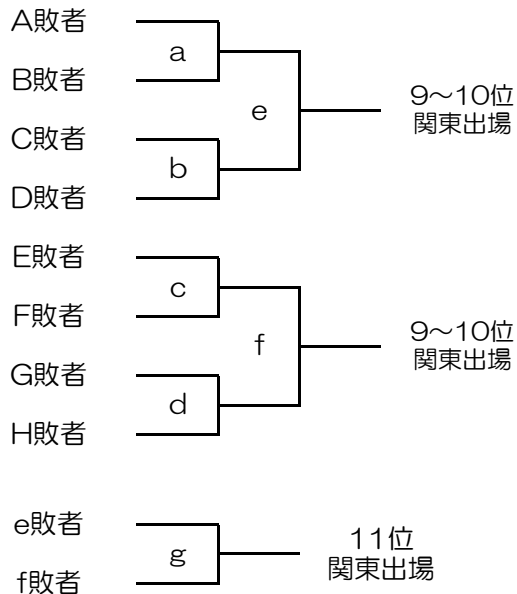 A敗者
a
B敗者
e
9～10位
関東出場
C敗者
b
D敗者
E敗者
c
F敗者
f
9～10位
関東出場
G敗者
d
H敗者
e敗者
g
11位
関東出場
f敗者